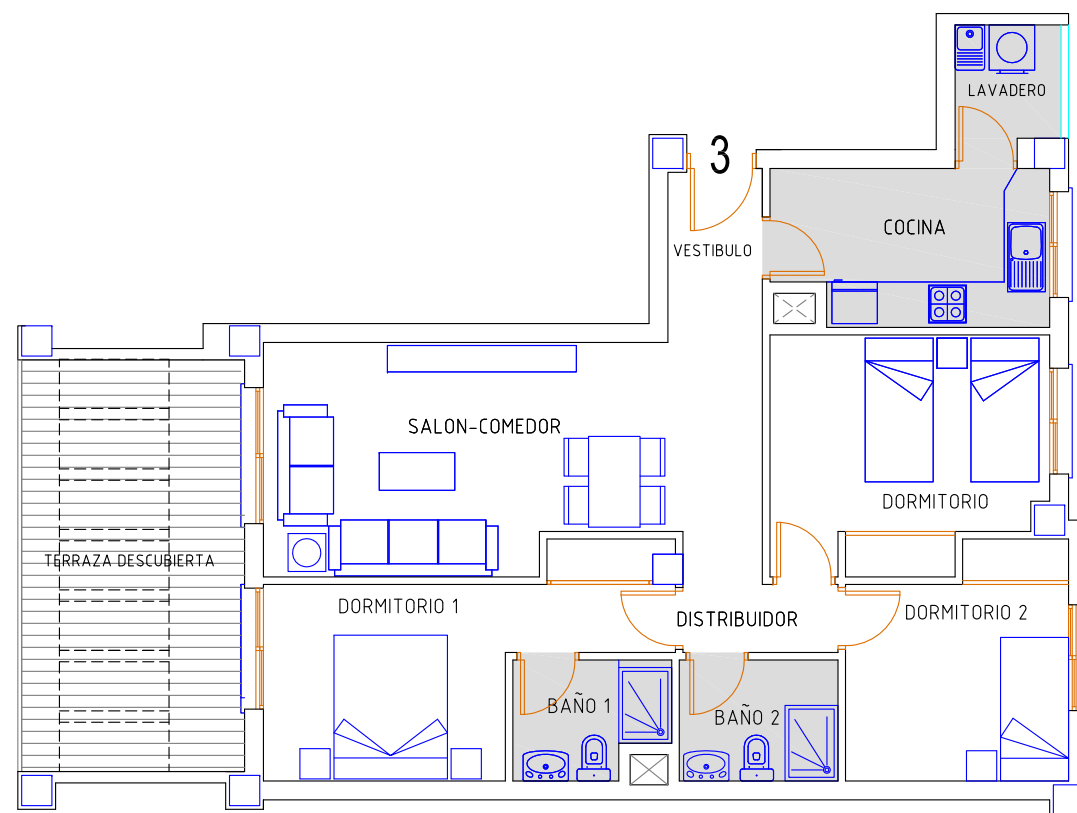 LAVADERO
3
COCINA
VESTIBULO
SALON-COMEDOR
DORMITORIO
TERRAZA DESCUBIERTA
DORMITORIO 1
DISTRIBUIDOR
DORMITORIO 2
BAÑO 1
BAÑO 2